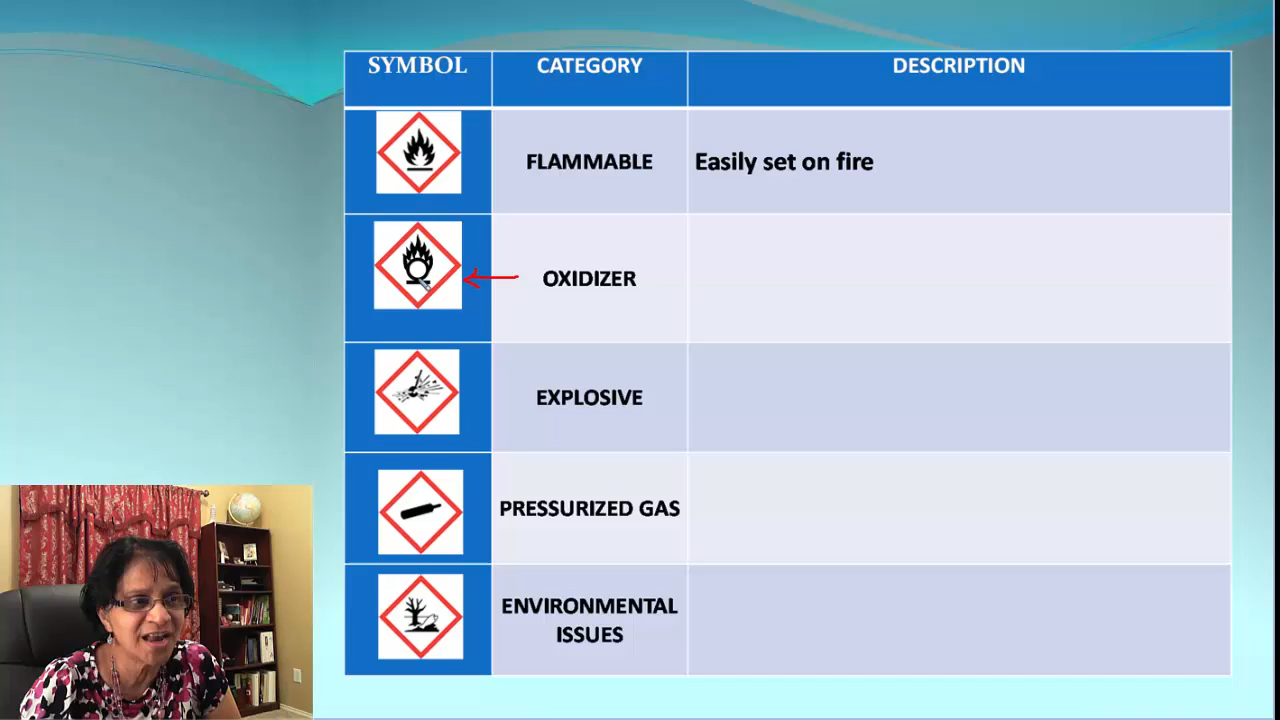 SYMBOL CATEGORY DESCRIPTION
FLAMMABLE Easily set on fire
OXIDIZER
EXPLOSIVE
PRESSURIZED GAS
ENVIRONMENTAL
ISSUES